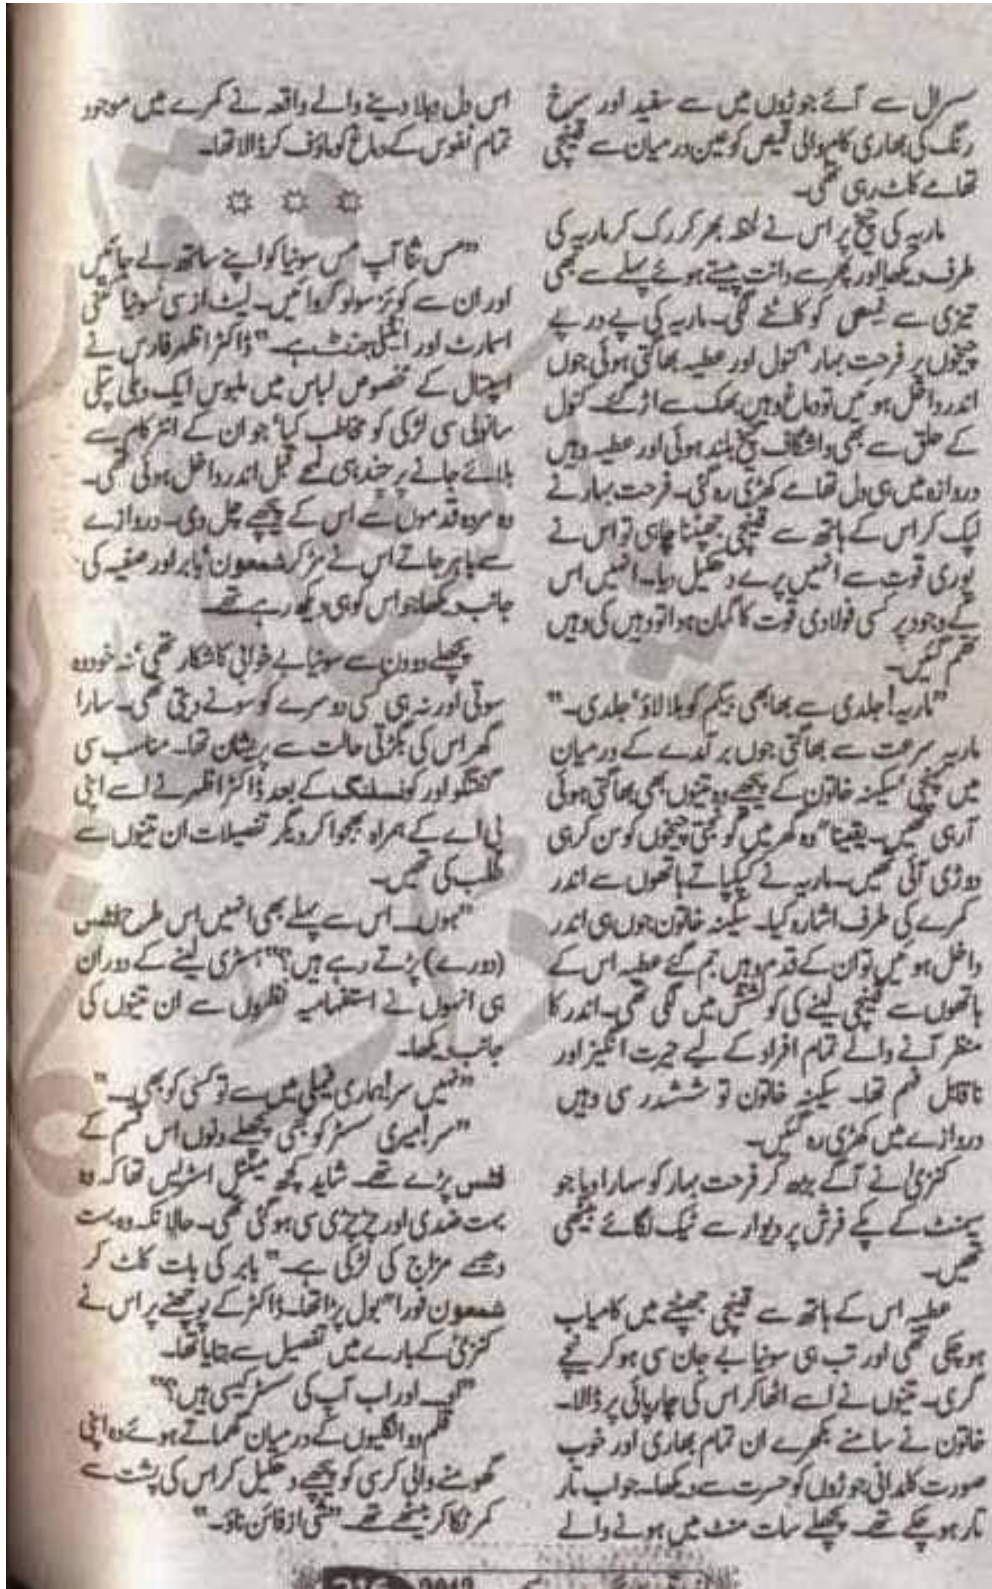 سسرال سے آئے جوڑوں میں سے سفید اور سرخ
رنگ کی بھاری کام والی قمیص کو عین درمیان سے قینچی
تھامے کاٹ رہی تھی۔
ماریہ کی چیخ پر اس نے لحظہ بھر کر رک کر ماریہ کی
طرف دیکھا اور پھر سے دانت پیستے ہوئے پہلے سے بھی
تیزی سے قمیص کو کاٹنے لگی۔ ماریہ کی پے در پے
چیخوں پر فرحت بہار، کنول اور عطیہ بھاگتی ہوئی جوں
اندر داخل ہوئیں تو دماغ وہیں بھک سے اڑ گئے۔ کنول
کے حلق سے بھی دلشگاف چیخ بلند ہوئی اور عطیہ وہیں
دروازہ میں ہی دل تھامے کھڑی رہ گئی۔ فرحت بہار نے
لپک کر اس کے ہاتھ سے قینچی جھپٹنا چاہی تو اس نے
پوری قوت سے انہیں پرے دھکیل دیا۔ انہیں اس
کے وجود پر کسی فولادی قوت کا گمان ہوا تو وہیں کی وہیں
تھم گئیں۔
"ماریہ! جلدی سے بھابھی بیگم کو بلا لاؤ، جلدی۔"
ماریہ سرعت سے بھاگتی جوں برآمدے کے درمیان
میں پہنچی، سکینہ خاتون کے پیچھے وہ تینوں بھی بھاگتی ہوئی
آ رہی تھیں۔ یقیناً وہ گھر میں گونجتی چیخوں کو سن کر ہی
دوڑی آئی تھیں۔ ماریہ نے کپکپاتے ہاتھوں سے اندر
کمرے کی طرف اشارہ کیا۔ سکینہ خاتون جوں ہی اندر
داخل ہوئیں تو ان کے قدم وہیں جم گئے عطیہ اس کے
ہاتھوں سے قینچی لینے کی کوشش میں لگی تھی۔ اندر کا
منظر آنے والے تمام افراد کے لیے حیرت انگیز اور
ناقابل فہم تھا۔ سکینہ خاتون تو ششدر سی وہیں
دروازے میں کھڑی رہ گئیں۔
کنزیٰ نے آگے بڑھ کر فرحت بہار کو سہارا دیا جو
سیمنٹ کے پکے فرش پر دیوار سے ٹیک لگائے بیٹھی
تھیں۔
عطیہ اس کے ہاتھ سے قینچی جھپٹنے میں کامیاب
ہو چکی تھی اور تب ہی سونیا بے جان سی ہو کر نیچے
گری۔ تینوں نے اسے اٹھا کر اس کی چارپائی پر ڈالا۔
خاتون نے سامنے بکھرے ان تمام بھاری اور خوب
صورت کامدانی جوڑوں کو حسرت سے دیکھا۔ جو اب تار
تار ہو چکے تھے۔ پچھلے سات منٹ میں ہونے والے
اس دل دہلا دینے والے واقعہ نے کمرے میں موجود
تمام نفوس کے دماغ کو ماؤف کر ڈالا تھا۔
"مس ثنا آپ مس سونیا کو اپنے ساتھ لے جائیں
اور ان سے کوئز سولو کروائیں۔ لیٹ از سی سونیا کتنی
اسمارٹ اور انٹیلی جنٹ ہے۔" ڈاکٹر اظہر فارس نے
اسپتال کے مخصوص لباس میں ملبوس ایک دبلی پتلی
سانولی سی لڑکی کو مخاطب کیا، جو ان کے انٹرکام سے
بلائے جانے پر چند ہی لمحے قبل اندر داخل ہوئی تھی۔
وہ مردہ قدموں سے اس کے پیچھے چل دی۔ دروازے
سے باہر جاتے اس نے مڑ کر شمعون، بابر اور صفیہ کی
جانب دیکھا جو اس کو ہی دیکھ رہے تھے۔
پچھلے دو دن سے سونیا بے خوابی کا شکار تھی، نہ خود وہ
سوتی اور نہ ہی کسی دوسرے کو سونے دیتی تھی۔ سارا
گھر اس کی بگڑتی حالت سے پریشان تھا۔ مناسب سی
گفتگو اور کونسلنگ کے بعد ڈاکٹر اظہر نے اسے اپنی
پی اے کے ہمراہ بھجوا کر دیگر تفصیلات ان تینوں سے
طلب کی تھیں۔
"ہوں۔۔۔ اس سے پہلے بھی انہیں اس طرح فٹس
(دورے) پڑتے رہے ہیں؟" ہسٹری لینے کے دوران
ہی انہوں نے استفہامیہ نظروں سے ان تینوں کی
جانب دیکھا۔
"نہیں سر! ہماری فیملی میں سے تو کسی کو بھی۔۔۔"
"سر! میری سسٹر کو بھی پچھلے دنوں اس قسم کے
فٹس پڑے تھے۔ شاید کچھ مینٹل اسٹریس تھا کہ وہ
بہت ضدی اور چڑچڑی سی ہو گئی تھی۔ حالانکہ وہ بہت
دھیمے مزاج کی لڑکی ہے۔" بابر کی بات کاٹ کر
شمعون فوراً بول پڑا تھا۔ ڈاکٹر کے پوچھنے پر اس نے
کنزیٰ کے بارے میں تفصیل سے بتایا تھا۔
اور اب آپ کی سسٹر کیسی ہیں؟"
قلم دو انگلیوں کے درمیان گھماتے ہوئے وہ اپنی
گھومنے والی کرسی کو پیچھے دھکیل کر اس کی پشت سے
کمر ٹکا کر بیٹھے تھے۔ "شی از فائن ناؤ۔"
2012